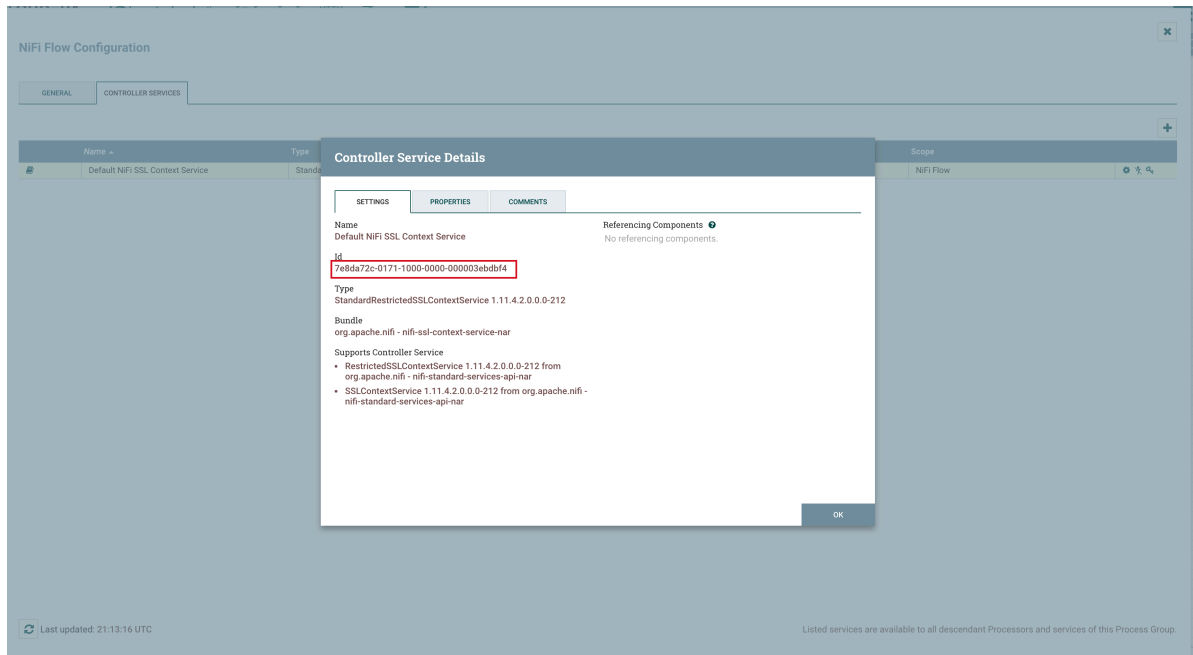 NiFi Flow Configuration
GENERAL
CONTROLLER SERVICES
Name
Type
Scope
Default NiFi SSL Context Service
Standa
NiFi Flow
Controller Service Details
SETTINGS
PROPERTIES
COMMENTS
Name
Default NiFi SSL Context Service
Id
7e8da72c-0171-1000-0000-000003ebdbf4
Type
StandardRestrictedSSLContextService 1.11.4.2.0.0.0-212
Bundle
org.apache.nifi - nifi-ssl-context-service-nar
Supports Controller Service
• RestrictedSSLContextService 1.11.4.2.0.0.0-212 from
org.apache.nifi - nifi-standard-services-api-nar
• SSLContextService 1.11.4.2.0.0.0-212 from org.apache.nifi -
nifi-standard-services-api-nar
Referencing Components
No referencing components.
OK
Last updated: 21:13:16 UTC
Listed services are available to all descendant Processors and services of this Process Group.